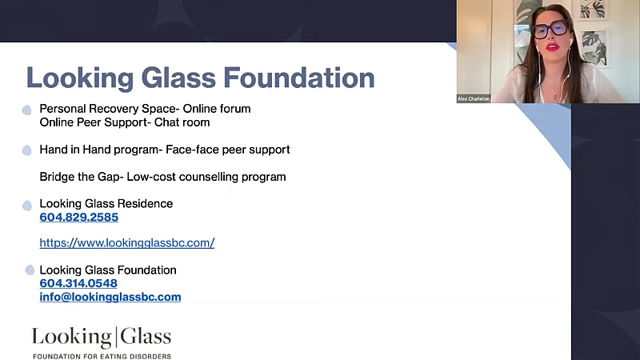 Looking Glass Foundation
Personal Recovery Space- Online forum
Online Peer Support- Chat room
Hand in Hand program- Face-face peer support
Bridge the Gap- Low-cost counselling program
Looking Glass Residence
604.829.2585
https://www.lookingglassbc.com/
Looking Glass Foundation
604.314.0548
info@lookingglassbc.com
Looking|Glass
FOUNDATION FOR EATING DISORDERS
Alex Charleton